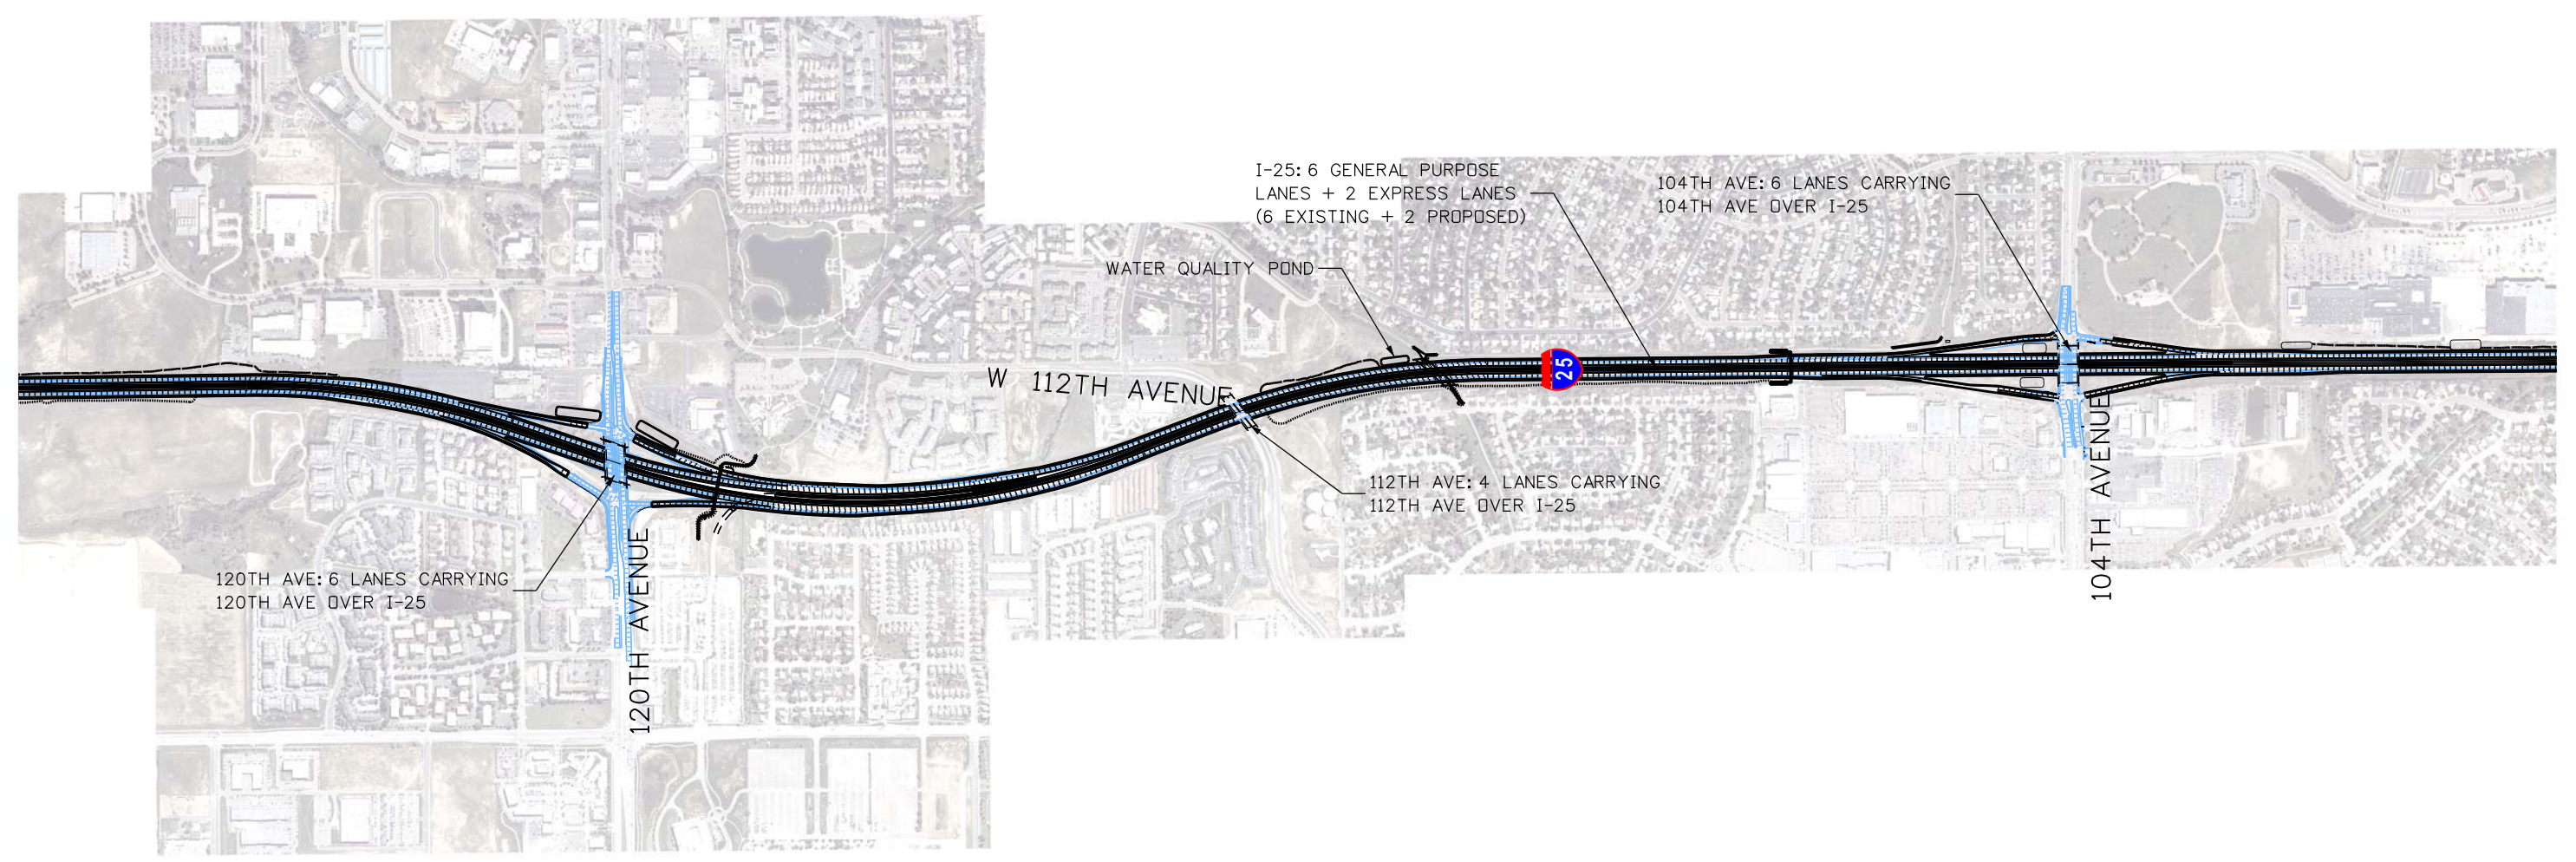 I-25: 6 GENERAL PURPOSE
LANES + 2 EXPRESS LANES
(6 EXISTING + 2 PROPOSED)
104TH AVE: 6 LANES CARRYING
104TH AVE OVER I-25
WATER QUALITY POND
25
W 112TH AVENUE
112TH AVE: 4 LANES CARRYING
112TH AVE OVER I-25
104TH AVENUE
120TH AVE: 6 LANES CARRYING
120TH AVE OVER I-25
120TH AVENUE